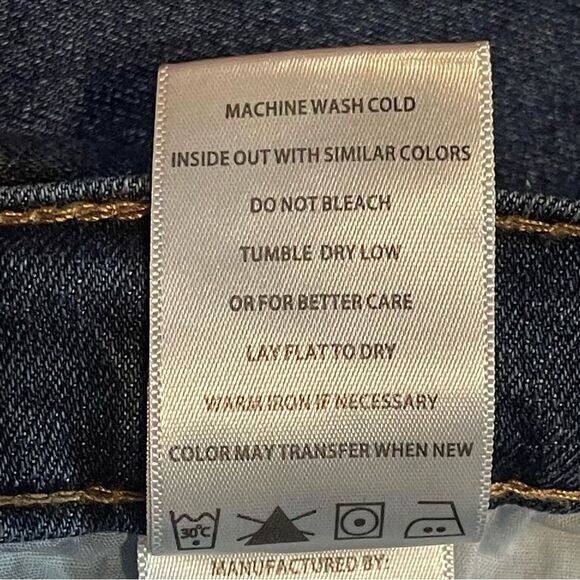 MACHINE WASH COLD
INSIDE OUT WITH SIMILAR COLORS
DO NOT BLEACH
TUMBLE DRY LOW
OR FOR BETTER CARE
LAY FLAT TO DRY
WARM IRON IF NECESSARY
COLOR MAY TRANSFER WHEN NEW
30°C
MANUFACTURED BY: